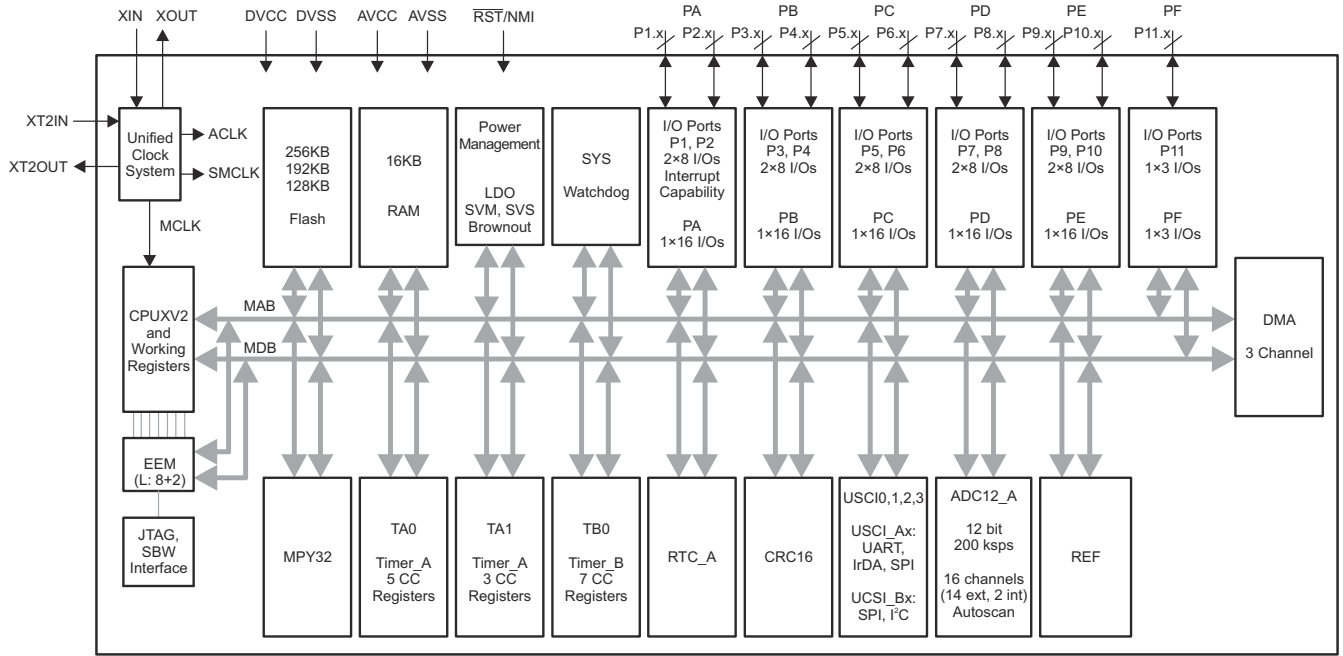 XIN XOUT DVCC DVSS AVCC AVSS RST/NMI
PA PB PC PD PE PF
P1.x P2.x P3.x P4.x P5.x P6.x P7.x P8.x P9.x P10.x P11.x
XT2IN
XT2OUT
Unified
Clock
System
ACLK
SMCLK
MCLK
256KB
192KB
128KB
Flash
16KB
RAM
Power
Management
LDO
SVM, SVS
Brownout
SYS
Watchdog
I/O Ports
P1, P2
2×8 I/Os
Interrupt
Capability
PA
1×16 I/Os
I/O Ports
P3, P4
2×8 I/Os
PB
1×16 I/Os
I/O Ports
P5, P6
2×8 I/Os
PC
1×16 I/Os
I/O Ports
P7, P8
2×8 I/Os
PD
1×16 I/Os
I/O Ports
P9, P10
2×8 I/Os
PE
1×16 I/Os
I/O Ports
P11
1×3 I/Os
PF
1×3 I/Os
CPUXV2
and
Working
Registers
MAB
MDB
DMA
3 Channel
EEM
(L: 8+2)
JTAG,
SBW
Interface
MPY32
TA0
Timer_A
5 CC
Registers
TA1
Timer_A
3 CC
Registers
TB0
Timer_B
7 CC
Registers
RTC_A
CRC16
USCI0,1,2,3
USCI_Ax:
UART,
IrDA, SPI
UCSI_Bx:
SPI, I²C
ADC12_A
12 bit
200 ksps
16 channels
(14 ext, 2 int)
Autoscan
REF